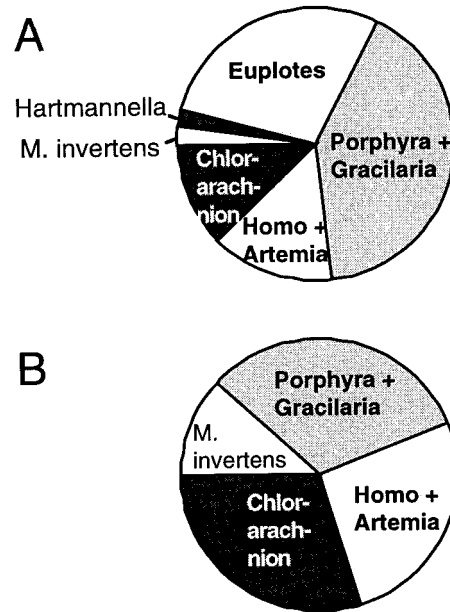 A
Euplotes
Hartmannella
M. invertens
Porphyra +
Gracilaria
Chlor-
arach-
nion
Homo +
Artemia
B
Porphyra +
Gracilaria
M.
invertens
Homo +
Artemia
Chlor-
arach-
nion